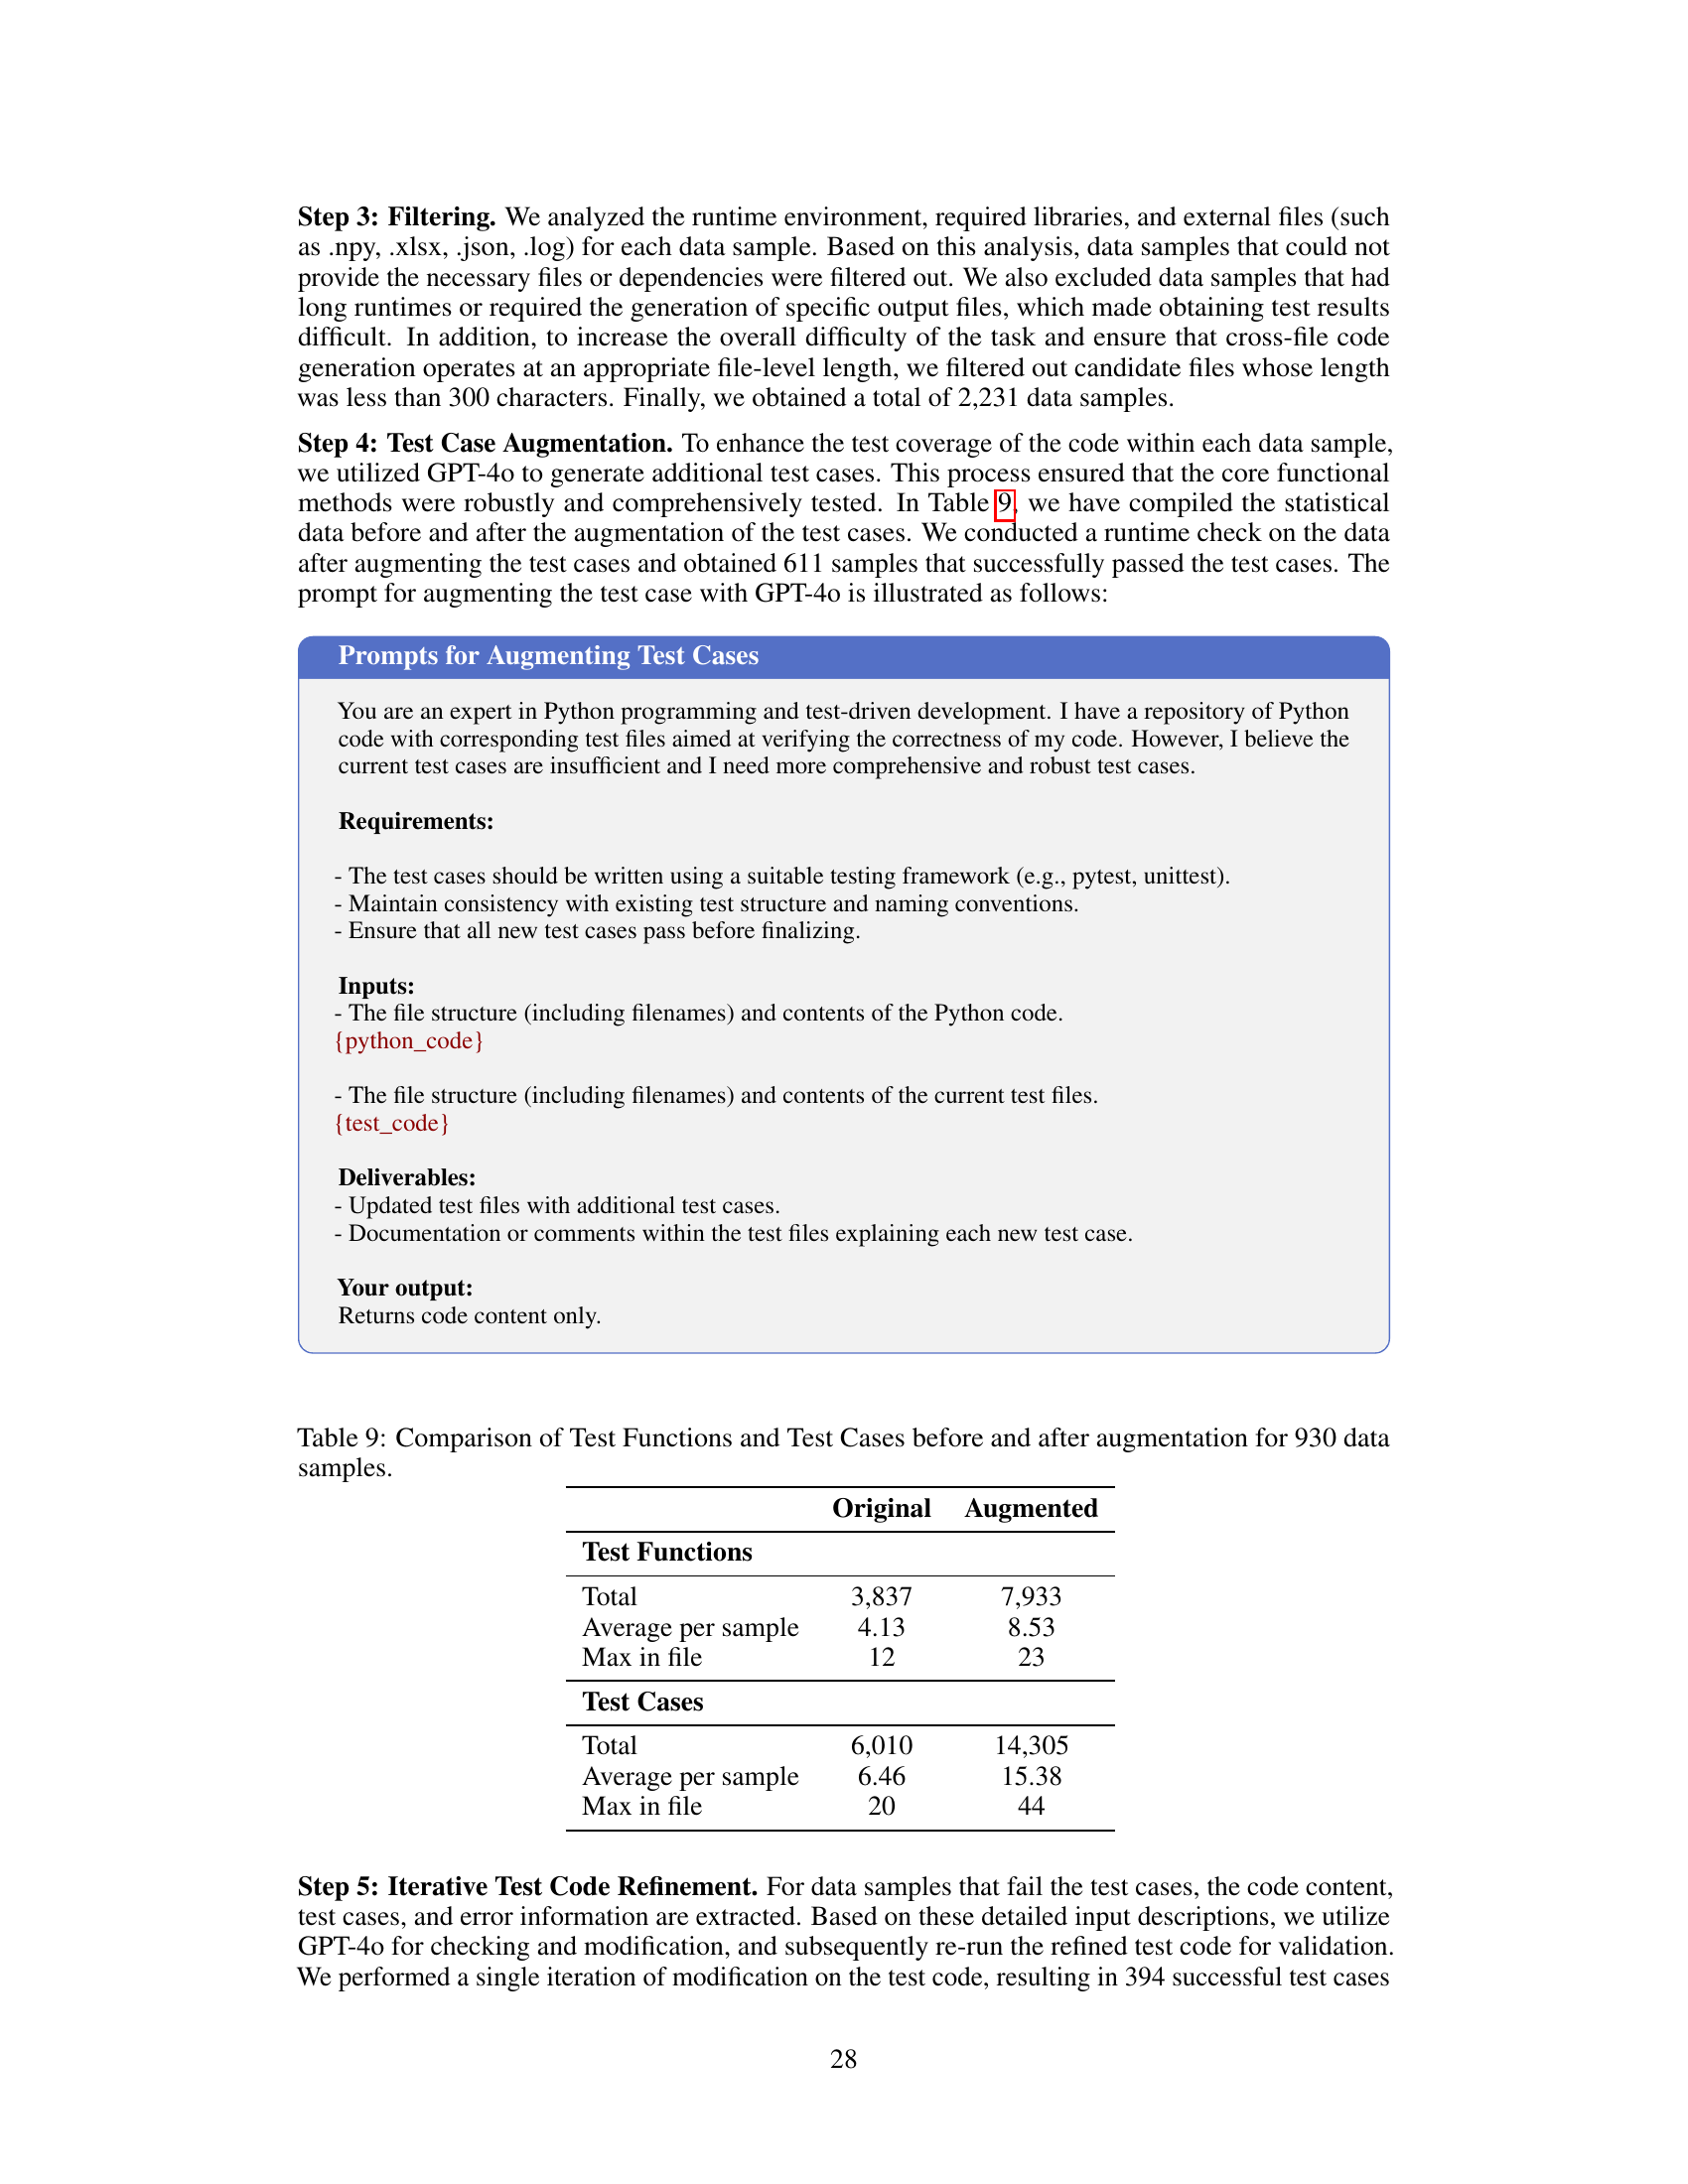 Step 3: Filtering. We analyzed the runtime environment, required libraries, and external files (such
as .npy, .xlsx, .json, .log) for each data sample. Based on this analysis, data samples that could not
provide the necessary files or dependencies were filtered out. We also excluded data samples that had
long runtimes or required the generation of specific output files, which made obtaining test results
difficult. In addition, to increase the overall difficulty of the task and ensure that cross-file code
generation operates at an appropriate file-level length, we filtered out candidate files whose length
was less than 300 characters. Finally, we obtained a total of 2,231 data samples.
Step 4: Test Case Augmentation. To enhance the test coverage of the code within each data sample,
we utilized GPT-4o to generate additional test cases. This process ensured that the core functional
methods were robustly and comprehensively tested. In Table 9, we have compiled the statistical
data before and after the augmentation of the test cases. We conducted a runtime check on the data
after augmenting the test cases and obtained 611 samples that successfully passed the test cases. The
prompt for augmenting the test case with GPT-4o is illustrated as follows:
Prompts for Augmenting Test Cases
You are an expert in Python programming and test-driven development. I have a repository of Python
code with corresponding test files aimed at verifying the correctness of my code. However, I believe the
current test cases are insufficient and I need more comprehensive and robust test cases.
Requirements:
- The test cases should be written using a suitable testing framework (e.g., pytest, unittest).
- Maintain consistency with existing test structure and naming conventions.
- Ensure that all new test cases pass before finalizing.
Inputs:
- The file structure (including filenames) and contents of the Python code.
{python_code}
- The file structure (including filenames) and contents of the current test files.
{test_code}
Deliverables:
- Updated test files with additional test cases.
- Documentation or comments within the test files explaining each new test case.
Your output:
Returns code content only.
Table 9: Comparison of Test Functions and Test Cases before and after augmentation for 930 data
samples.
Original Augmented
Test Functions
Total 3,837 7,933
Average per sample 4.13 8.53
Max in file 12 23
Test Cases
Total 6,010 14,305
Average per sample 6.46 15.38
Max in file 20 44
Step 5: Iterative Test Code Refinement. For data samples that fail the test cases, the code content,
test cases, and error information are extracted. Based on these detailed input descriptions, we utilize
GPT-4o for checking and modification, and subsequently re-run the refined test code for validation.
We performed a single iteration of modification on the test code, resulting in 394 successful test cases
28